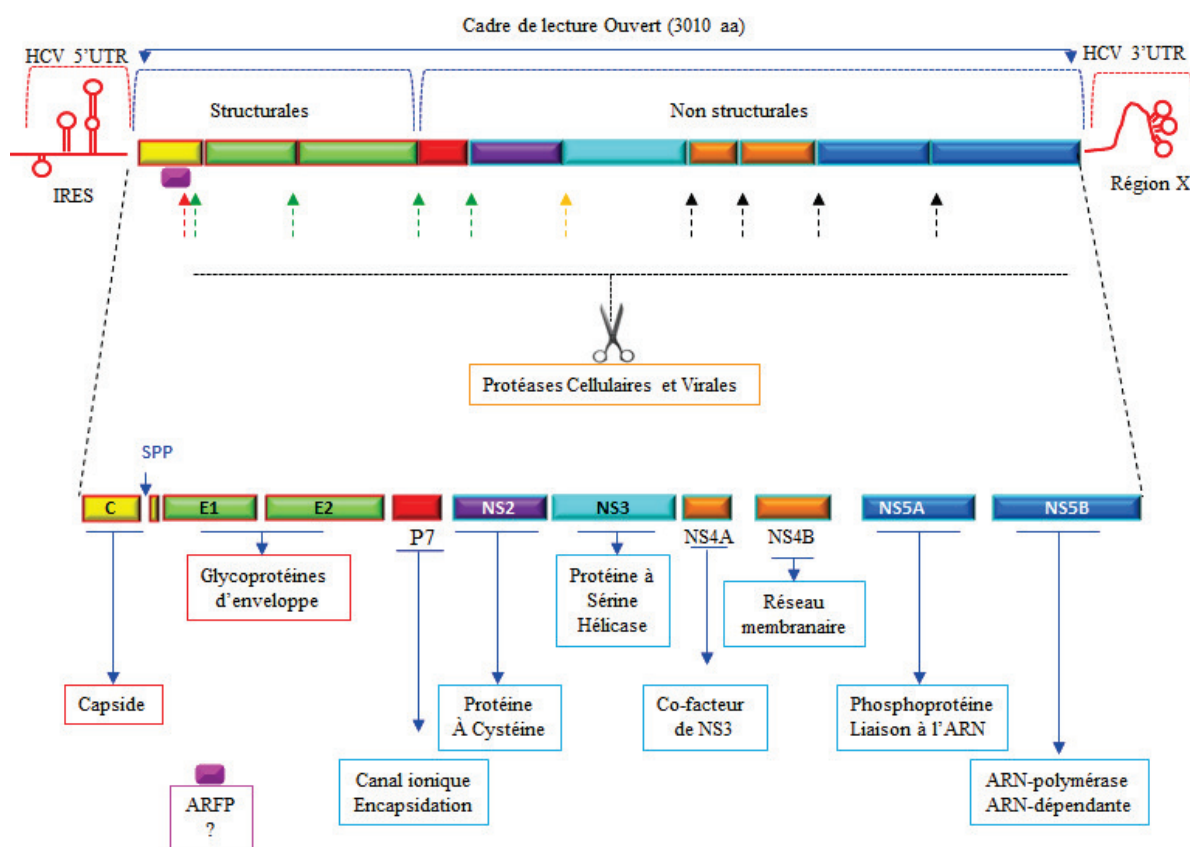 Cadre de lecture Ouvert (3010 aa)
HCV 5’UTR
HCV 3’UTR
Structurales
Non structurales
IRES
Région X
Protéases Cellulaires et Virales
SPP
C
E1
E2
P7
NS2
NS3
NS4A
NS4B
NS5A
NS5B
Glycoprotéines
d’enveloppe
Protéine à
Sérine
Hélicase
Réseau
membranaire
Capside
Protéine
À Cystéine
Co-facteur
de NS3
Phosphoprotéine
Liaison à l’ARN
Canal ionique
Encapsidation
ARN-polymérase
ARN-dépendante
ARFP
?